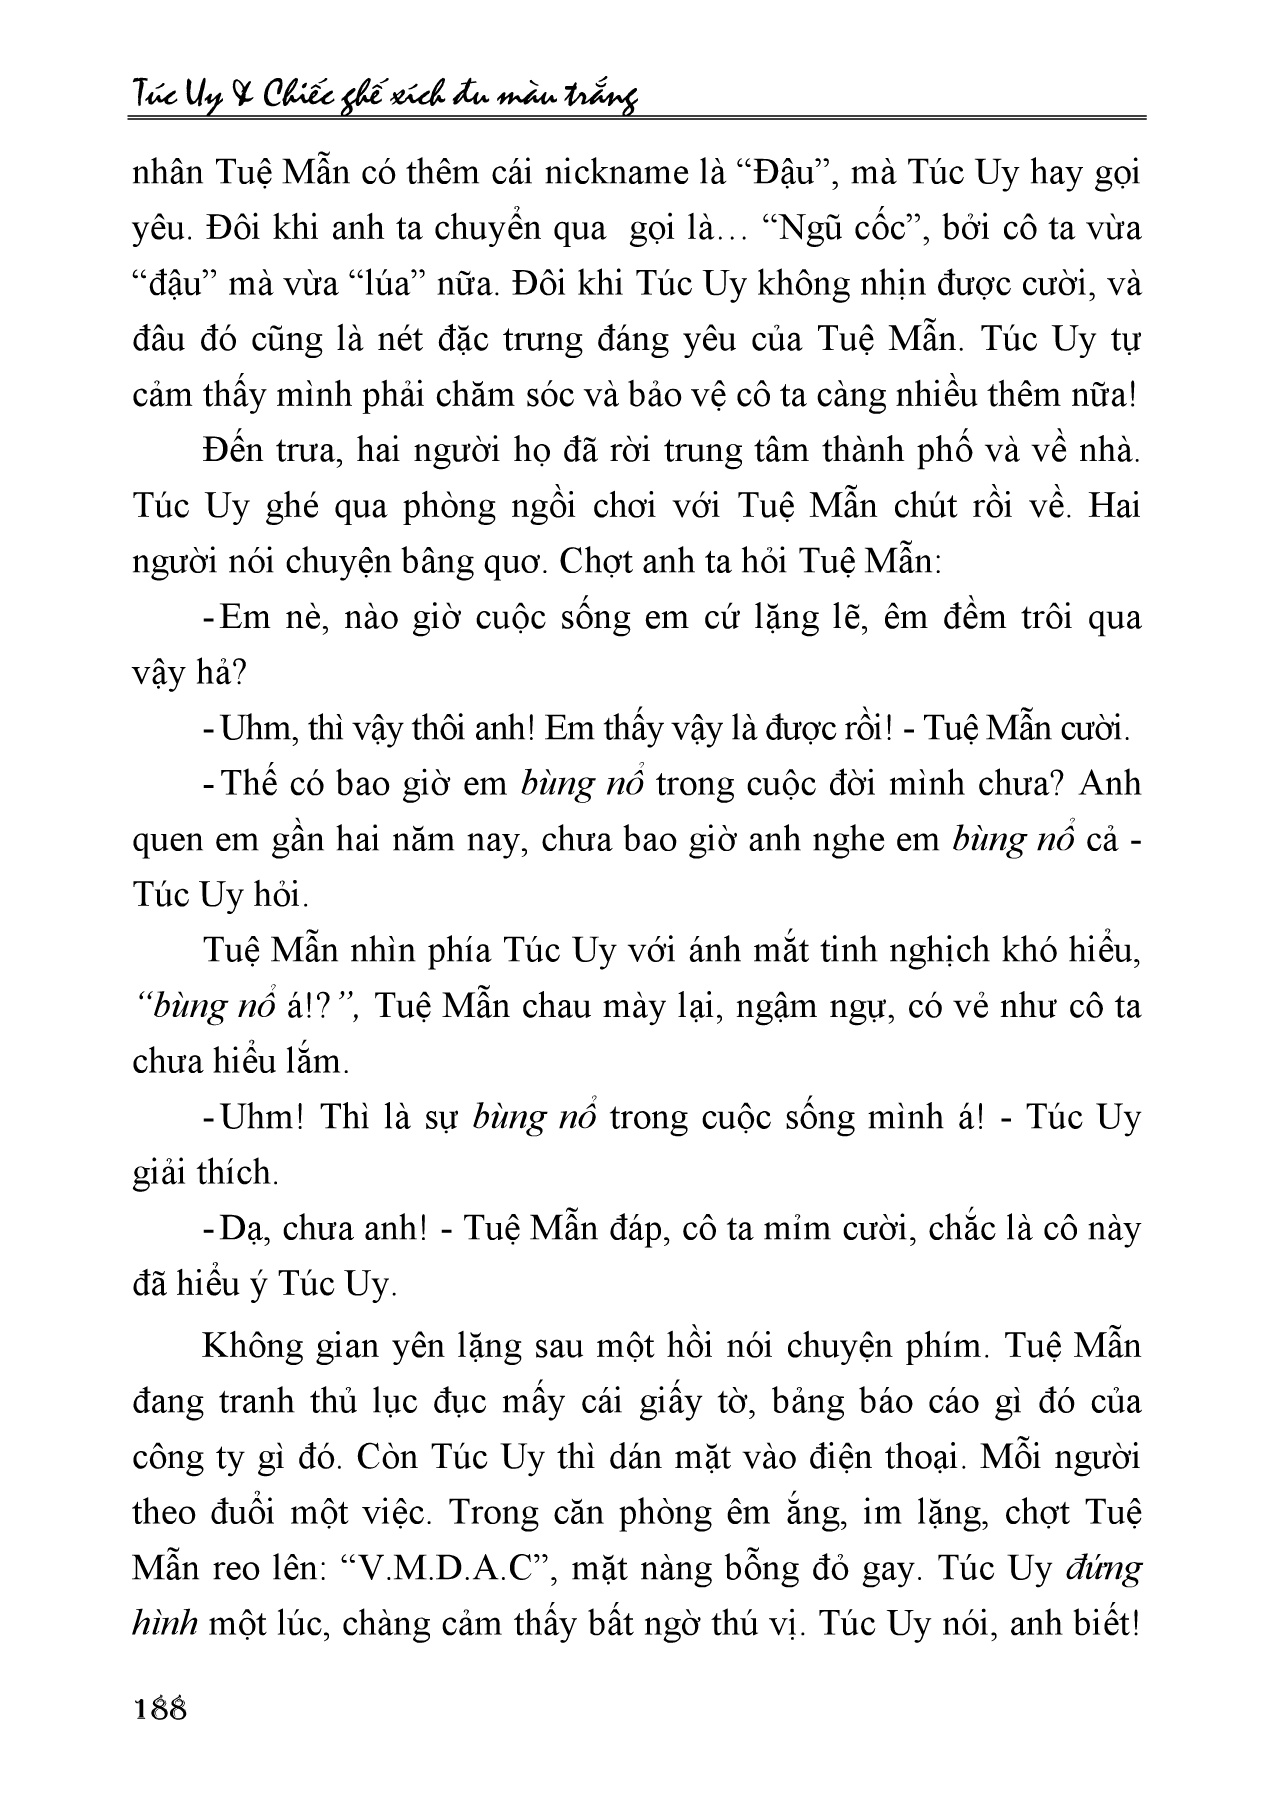 Túc Uy & Chiếc ghế xích đu màu trắng
nhân Tuệ Mẫn có thêm cái nickname là “Đậu”, mà Túc Uy hay gọi
yêu. Đôi khi anh ta chuyển qua  gọi là… “Ngũ cốc”, bởi cô ta vừa
“đậu” mà vừa “lúa” nữa. Đôi khi Túc Uy không nhịn được cười, và
đâu đó cũng là nét đặc trưng đáng yêu của Tuệ Mẫn. Túc Uy tự
cảm thấy mình phải chăm sóc và bảo vệ cô ta càng nhiều thêm nữa!
Đến trưa, hai người họ đã rời trung tâm thành phố và về nhà.
Túc Uy ghé qua phòng ngồi chơi với Tuệ Mẫn chút rồi về. Hai
người nói chuyện bâng quơ. Chợt anh ta hỏi Tuệ Mẫn:
- Em nè, nào giờ cuộc sống em cứ lặng lẽ, êm đềm trôi qua
vậy hả?
- Uhm, thì vậy thôi anh! Em thấy vậy là được rồi! - Tuệ Mẫn cười.
- Thế có bao giờ em bùng nổ trong cuộc đời mình chưa? Anh
quen em gần hai năm nay, chưa bao giờ anh nghe em bùng nổ cả -
Túc Uy hỏi.
Tuệ Mẫn nhìn phía Túc Uy với ánh mắt tinh nghịch khó hiểu,
“bùng nổ á!?”, Tuệ Mẫn chau mày lại, ngậm ngự, có vẻ như cô ta
chưa hiểu lắm.
- Uhm! Thì là sự bùng nổ trong cuộc sống mình á! - Túc Uy
giải thích.
- Dạ, chưa anh! - Tuệ Mẫn đáp, cô ta mỉm cười, chắc là cô này
đã hiểu ý Túc Uy.
Không gian yên lặng sau một hồi nói chuyện phím. Tuệ Mẫn
đang tranh thủ lục đục mấy cái giấy tờ, bảng báo cáo gì đó của
công ty gì đó. Còn Túc Uy thì dán mặt vào điện thoại. Mỗi người
theo đuổi một việc. Trong căn phòng êm ắng, im lặng, chợt Tuệ
Mẫn reo lên: “V.M.D.A.C”, mặt nàng bỗng đỏ gay. Túc Uy đứng
hình một lúc, chàng cảm thấy bất ngờ thú vị. Túc Uy nói, anh biết!
188